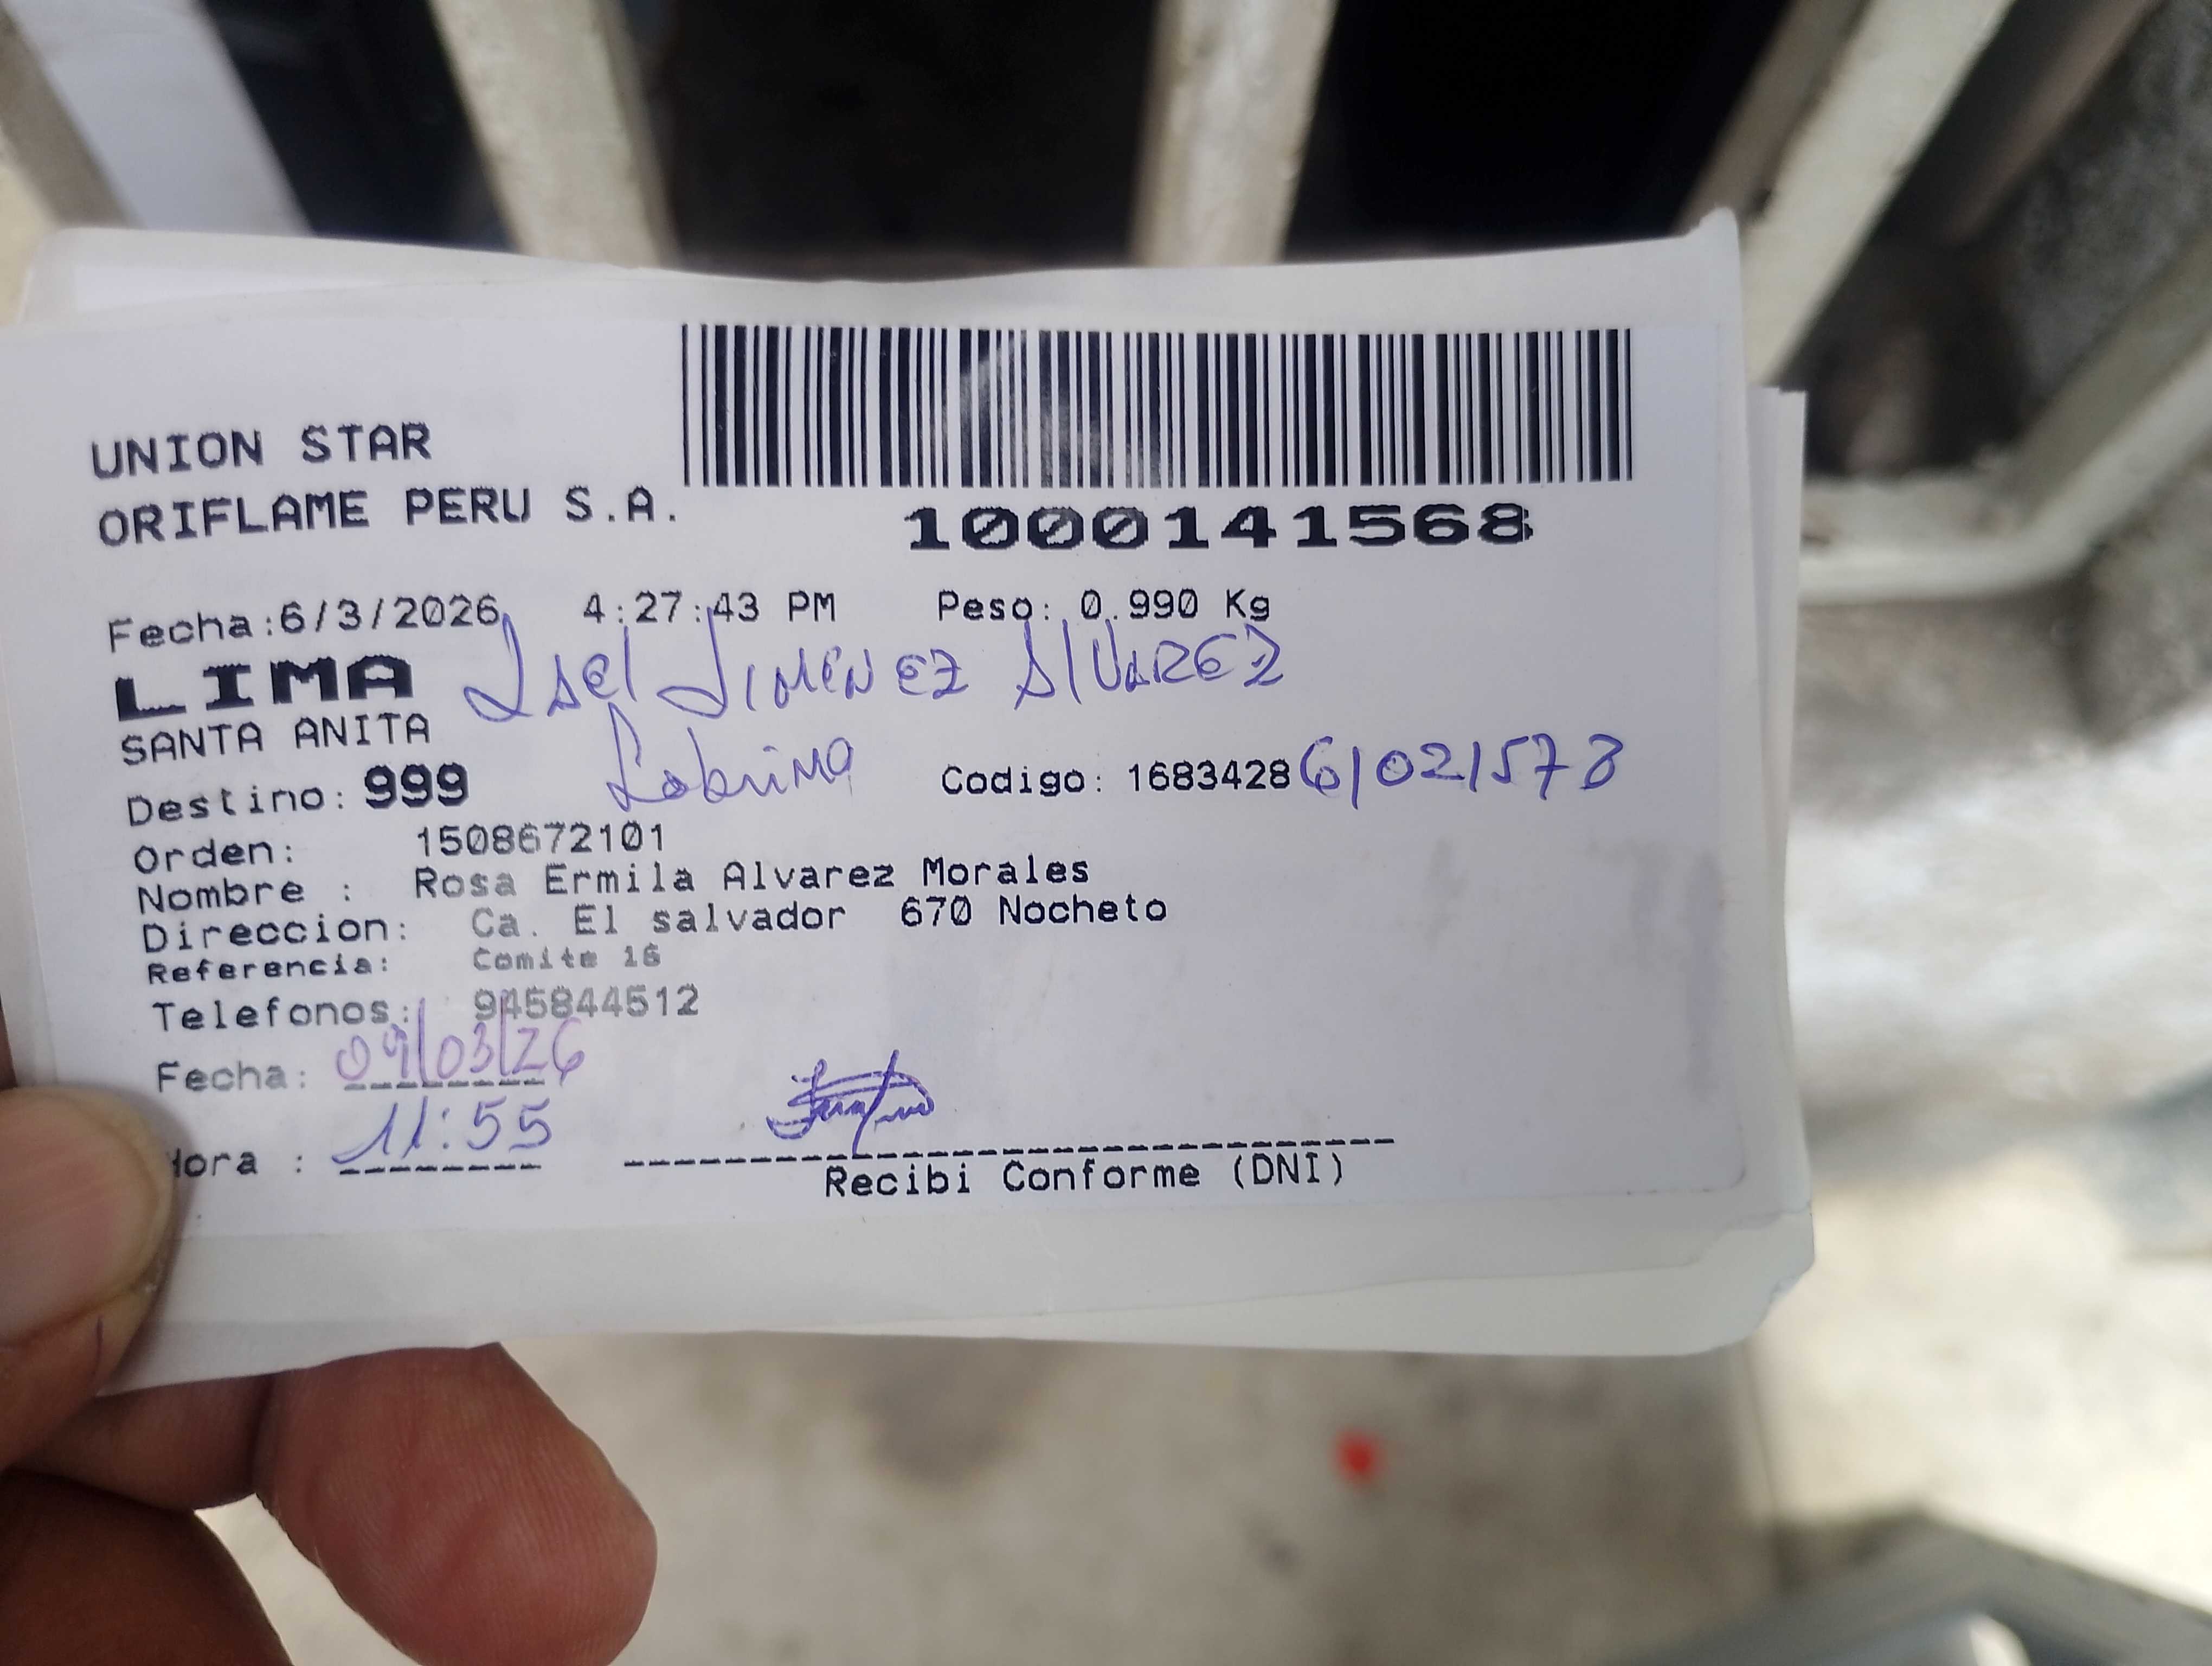 UNION STAR
ORIFLAME PERU S.A.
1000141568
Fecha:6/3/2026 4:27:43 PM Peso: 0.990 Kg
LIMA Isel JIMENEZ AlVAREZ
SANTA ANITA
Sobrina
Destino: 999 Codigo: 1683428 61021573
Orden: 1508672101
Nombre : Rosa Ermila Alvarez Morales
Direccion: Ca. El salvador 670 Nocheto
Referencia: Comite 16
Telefonos: 945844512
Fecha: 09/03/26
Hora : 11:55
Recibi Conforme (DNI)